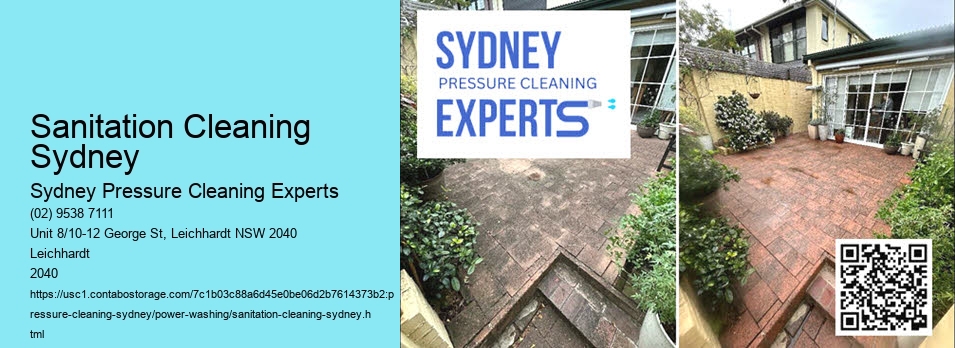 Sanitation Cleaning
Sydney
Sydney Pressure Cleaning Experts
(02) 9538 7111
Unit 8/10-12 George St, Leichhardt NSW 2040
Leichhardt
2040
https://usc1.contabostorage.com/7c1b03c88a6d45e0be06d2b7614373b2:p
ressure-cleaning-sydney/power-washing/sanitation-cleaning-sydney.h
tml
SYDNEY
PRESSURE CLEANING
EXPERTS